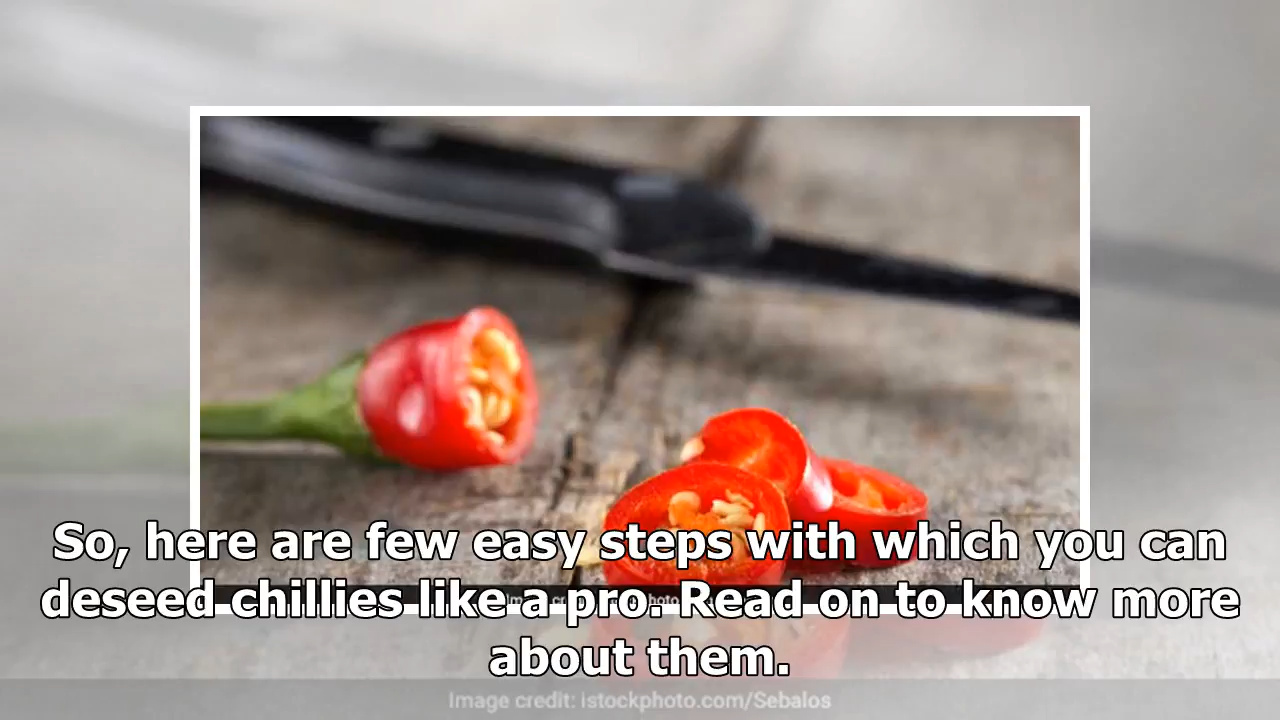 So, here are few easy steps with which you can
deseed chillies like a pro. Read on to know more
about them.
Image credit: istockphoto.com/Sebalos